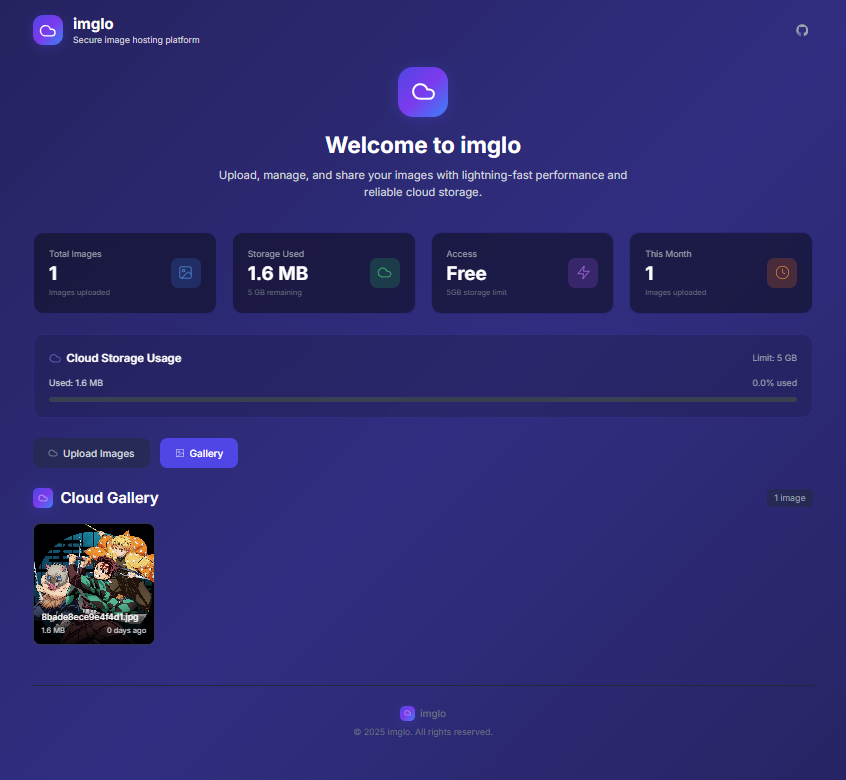 imglo
Secure image hosting platform
Welcome to imglo
Upload, manage, and share your images with lightning-fast performance and
reliable cloud storage.
Total Images
1
Images uploaded
Storage Used
1.6 MB
5 GB remaining
Access
Free
5GB storage limit
This Month
1
Images uploaded
Cloud Storage Usage
Limit: 5 GB
Used: 1.6 MB
0.0% used
Upload Images
Gallery
Cloud Gallery
1 image
8bade8ece9e4f4d1.jpg
1.6 MB
0 days ago
imglo
© 2025 imglo. All rights reserved.